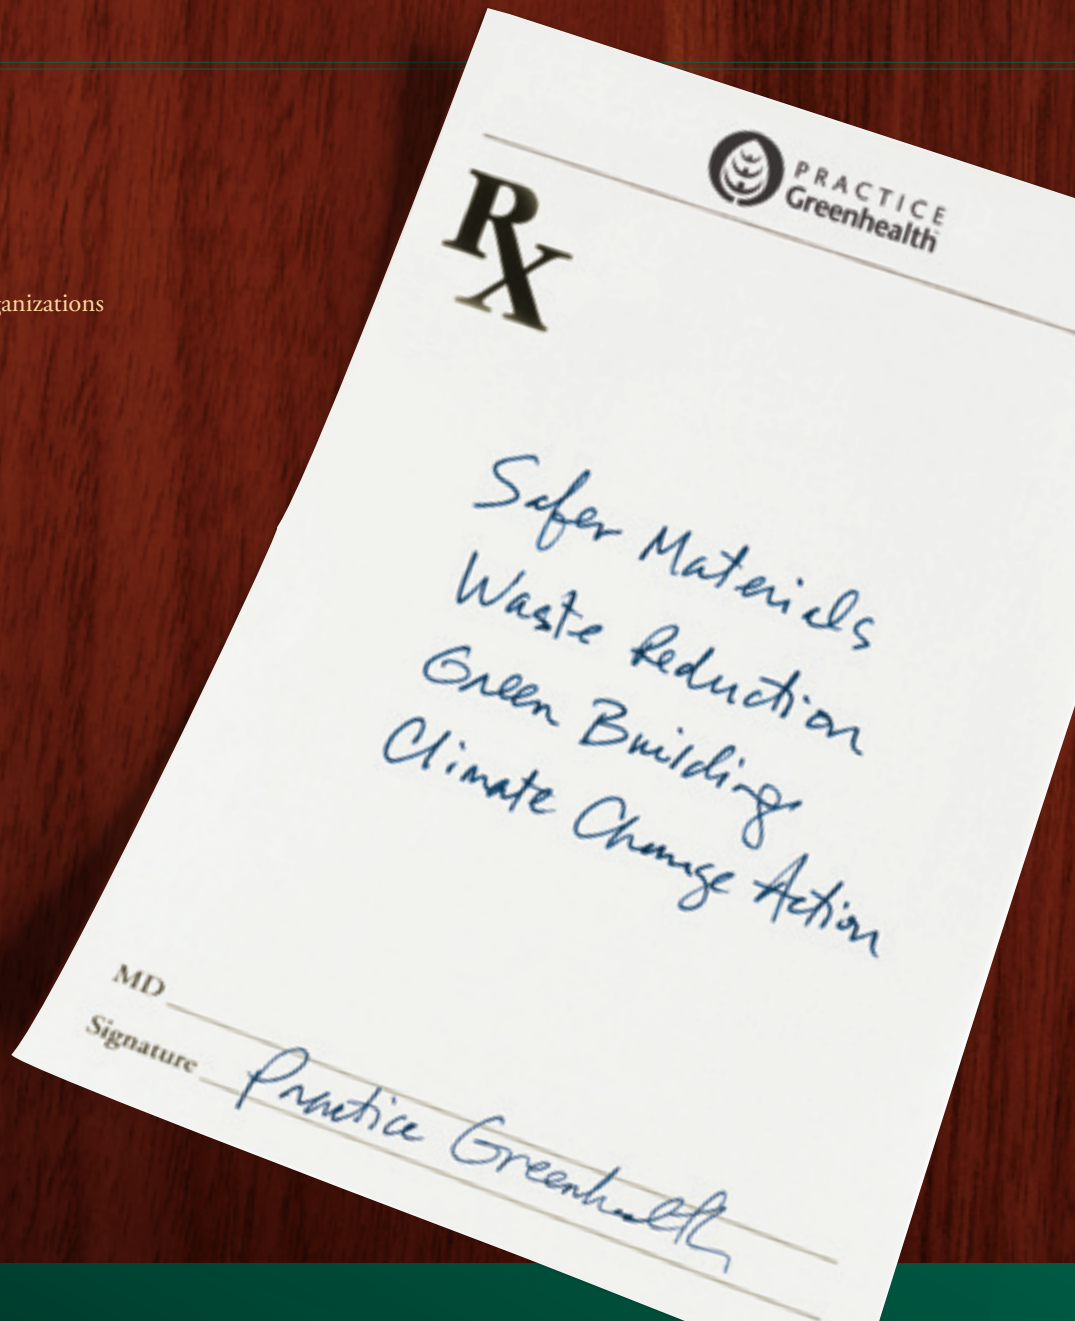 PRACTICE
Greenhealth
Rx
ganizations
Safer Materials
Waste Reduction
Green Building
Climate Change Action
MD
Signature Practice Greenhealth